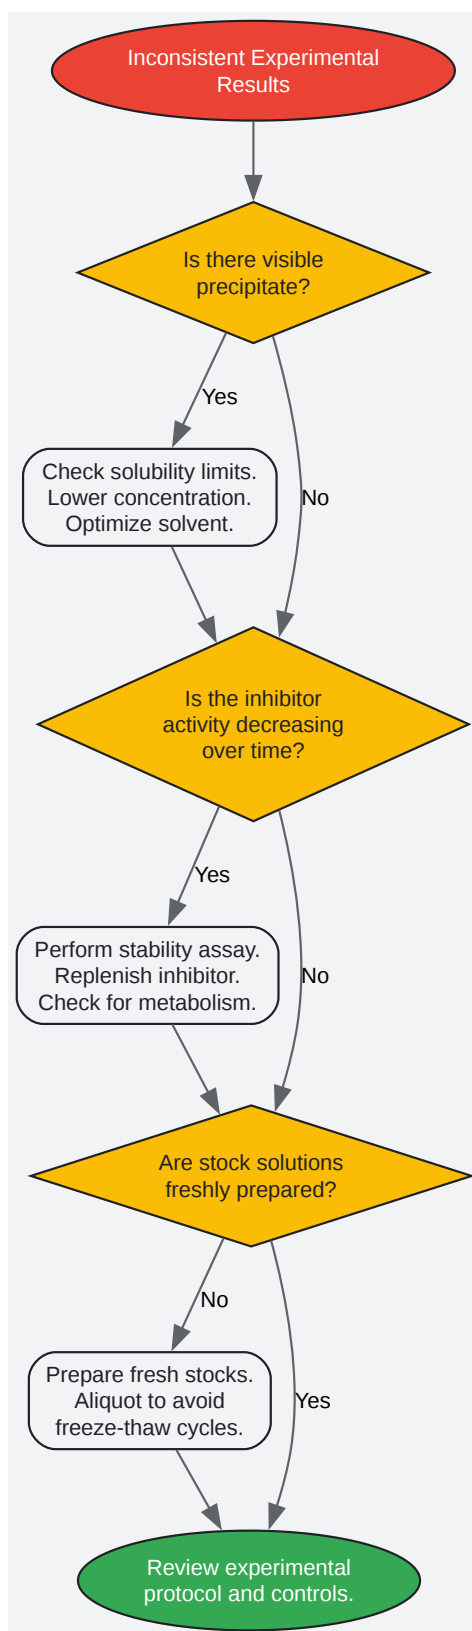 Inconsistent Experimental
Results
Is there visible
precipitate?
Yes
Check solubility limits.
Lower concentration.
Optimize solvent.
No
Is the inhibitor
activity decreasing
over time?
Yes
Perform stability assay.
Replenish inhibitor.
Check for metabolism.
No
Are stock solutions
freshly prepared?
No
Prepare fresh stocks.
Aliquot to avoid
freeze-thaw cycles.
Yes
Review experimental
protocol and controls.